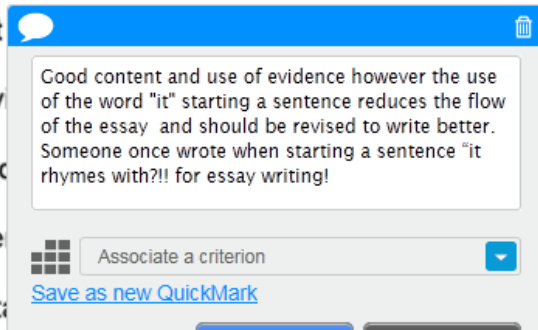 Good content and use of evidence however the use
of the word "it" starting a sentence reduces the flow
of the essay  and should be revised to write better.
Someone once wrote when starting a sentence “it
rhymes with?!! for essay writing!
Associate a criterion
Save as new QuickMark